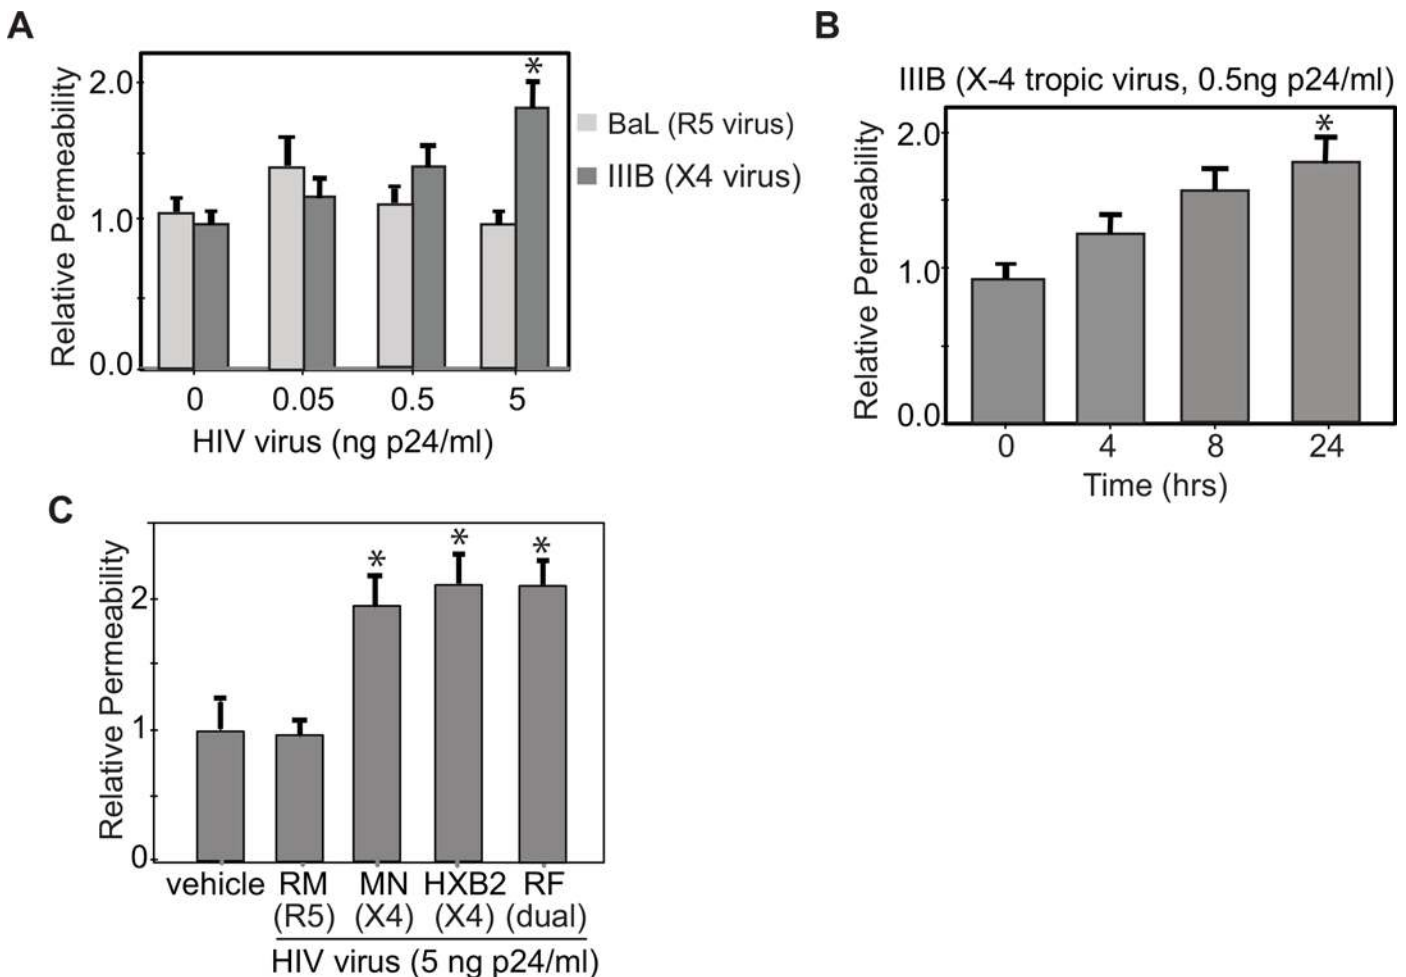 A
Relative Permeability
2.0
1.0
0.0
*
0 0.05 0.5 5
HIV virus (ng p24/ml)
BaL (R5 virus)
IIIB (X4 virus)
B
IIIB (X-4 tropic virus, 0.5ng p24/ml)
Relative Permeability
2.0
1.0
0.0
*
0 4 8 24
Time (hrs)
C
Relative Permeability
2
1
0
* * *
vehicle RM MN HXB2 RF
(R5) (X4) (X4) (dual)
HIV virus (5 ng p24/ml)